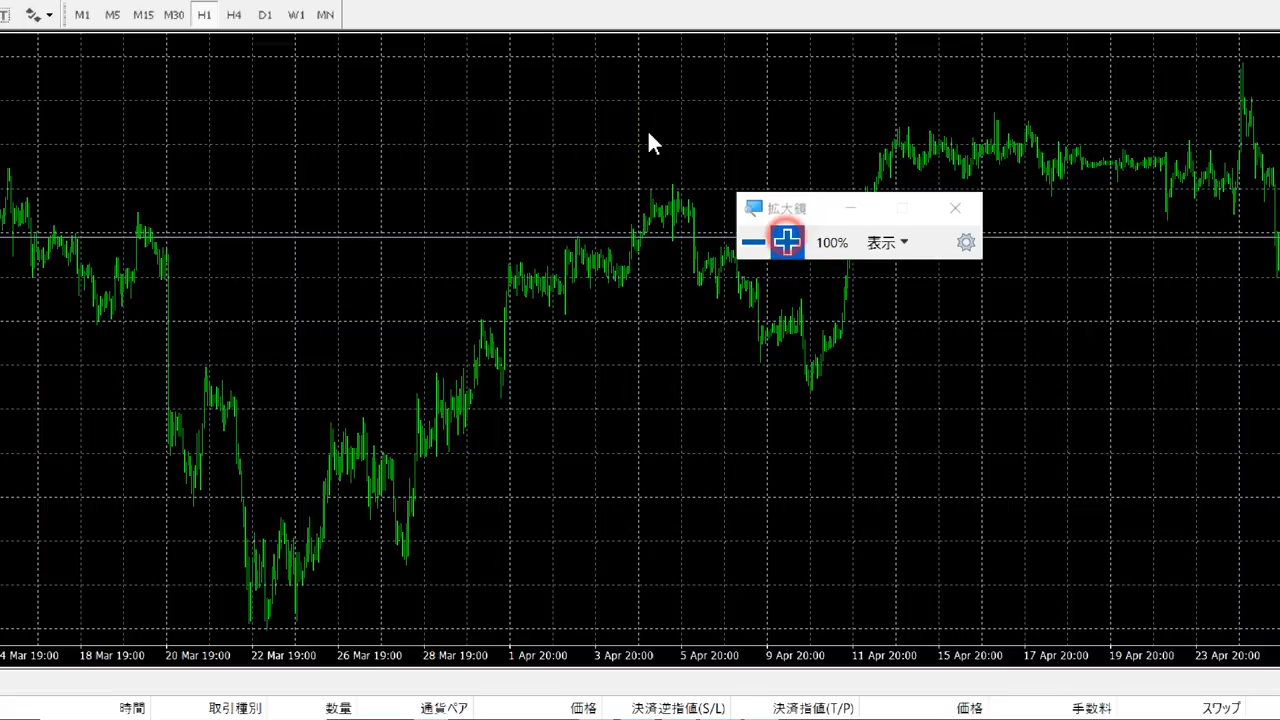 T M1 M5 M15 M30 H1 H4 D1 W1 MN
拡大鏡
100% 表示
4 Mar 19:00 18 Mar 19:00 20 Mar 19:00 22 Mar 19:00 26 Mar 19:00 28 Mar 19:00 1 Apr 20:00 3 Apr 20:00 5 Apr 20:00 9 Apr 20:00 11 Apr 20:00 15 Apr 20:00 17 Apr 20:00 19 Apr 20:00 23 Apr 20:00
時間 取引種別 数量 通貨ペア 価格 決済逆指値(S/L) 決済指値(T/P) 価格 手数料 スワップ